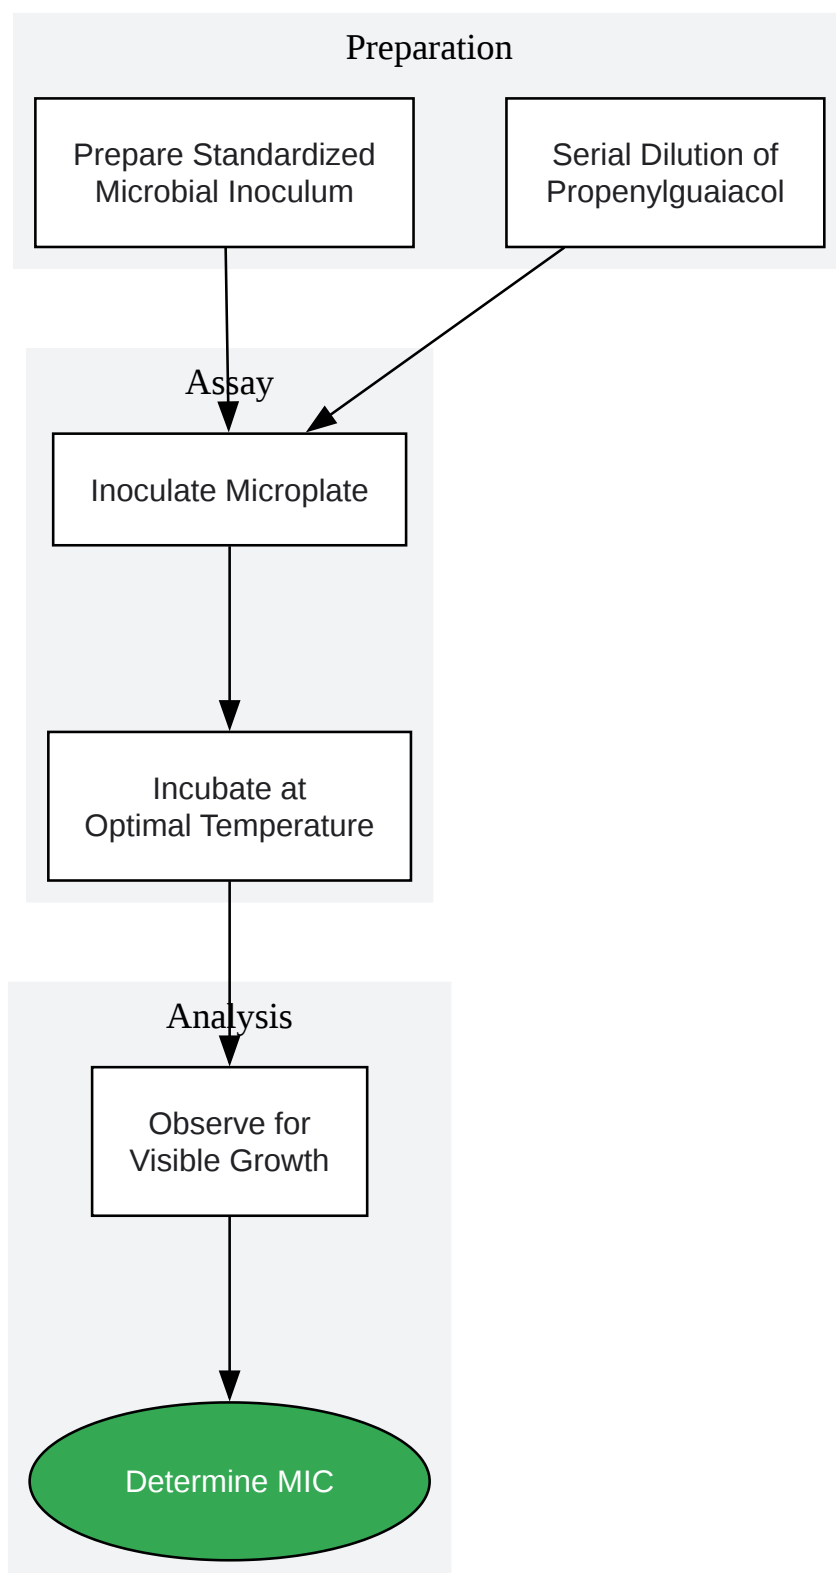 Preparation
Prepare Standardized
Microbial Inoculum
Serial Dilution of
Propenylguaiacol
Assay
Inoculate Microplate
Incubate at
Optimal Temperature
Analysis
Observe for
Visible Growth
Determine MIC